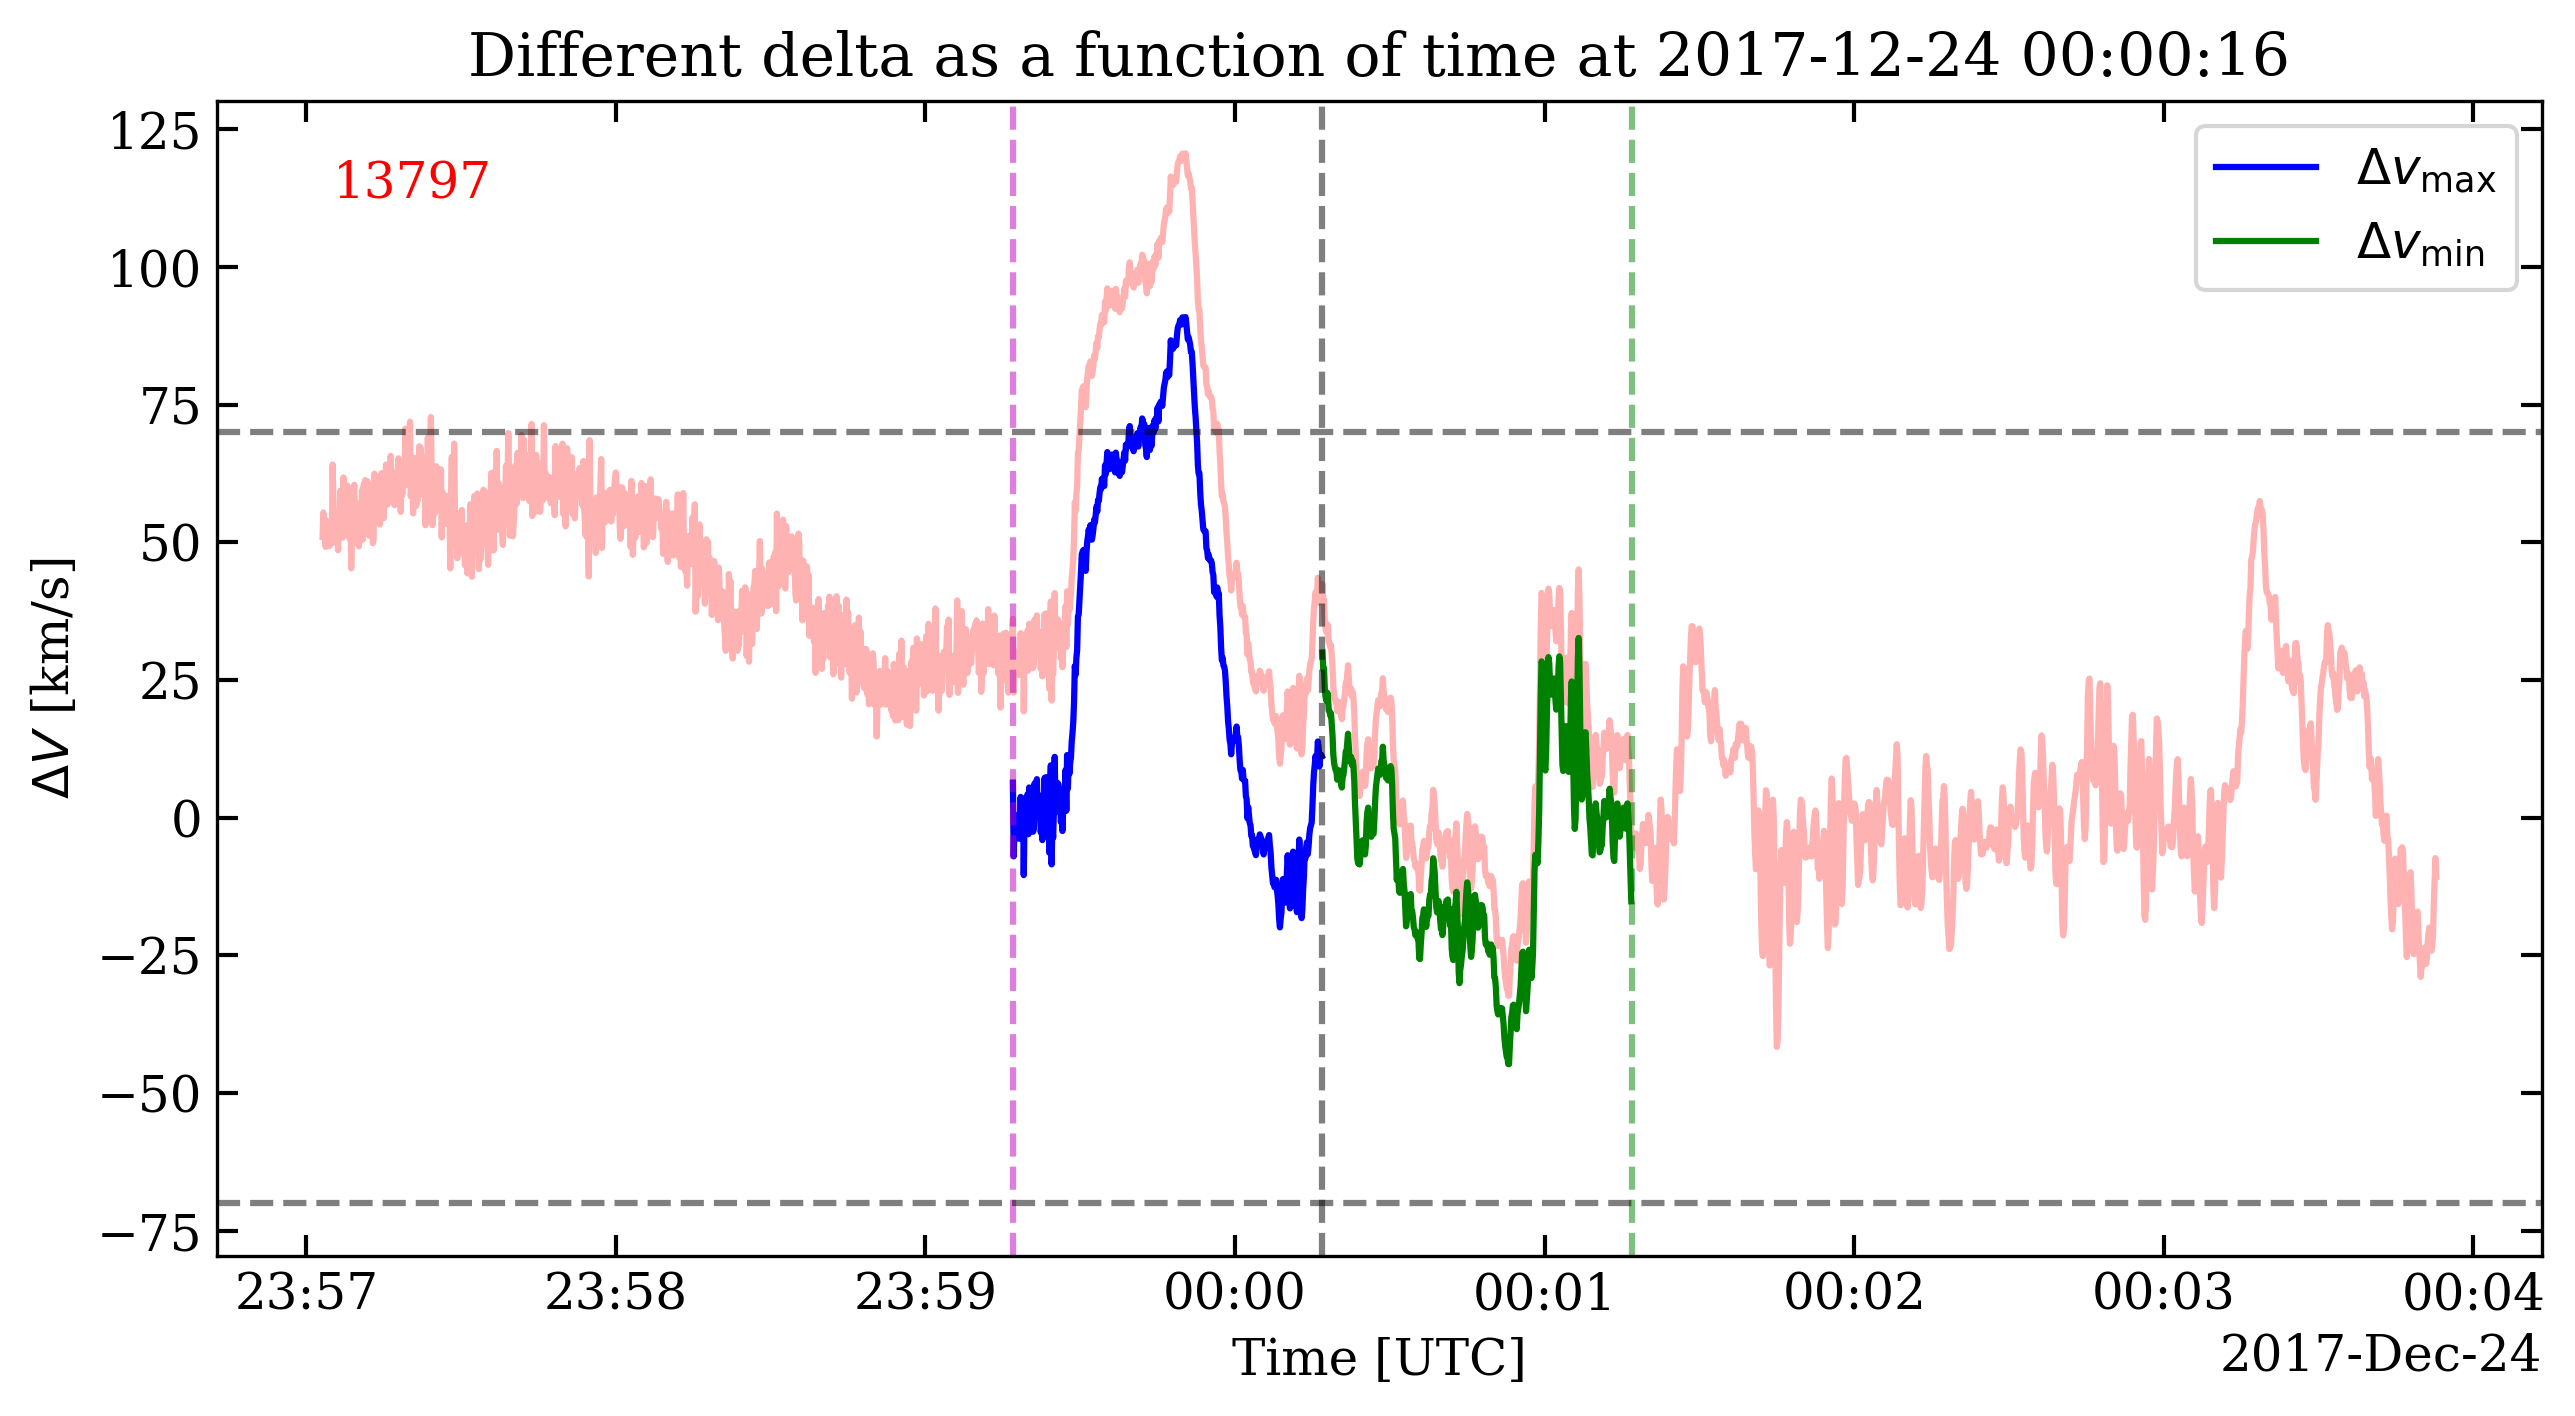 Different delta as a function of time at 2017-12-24 00:00:16
13797
Δv_max
Δv_min
125
100
75
50
25
0
−25
−50
−75
ΔV [km/s]
23:57 23:58 23:59 00:00 00:01 00:02 00:03 00:04
2017-Dec-24
Time [UTC]